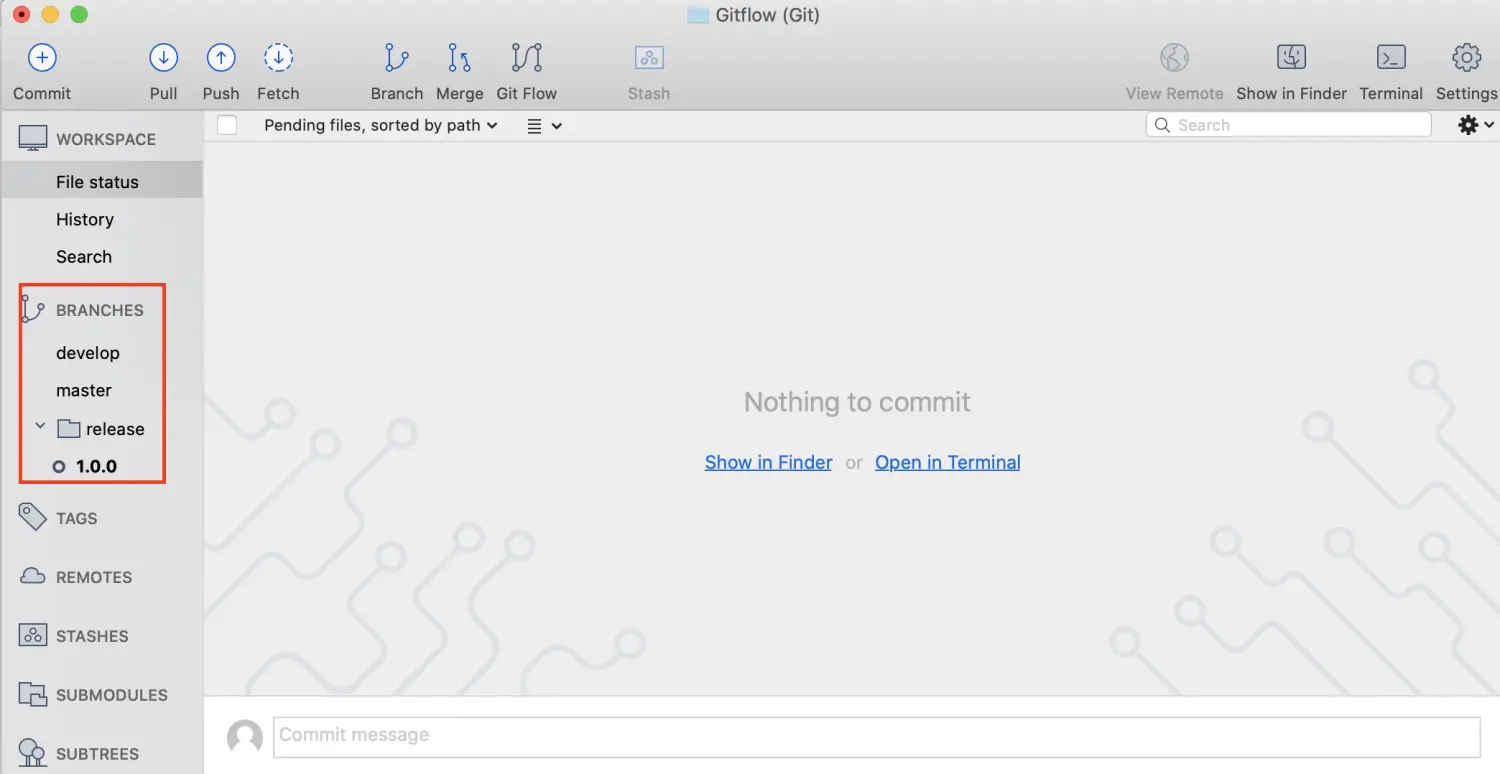 Gitflow (Git)
Commit Pull Push Fetch Branch Merge Git Flow Stash View Remote Show in Finder Terminal Settings
WORKSPACE
File status
History
Search
BRANCHES
develop
master
release
1.0.0
TAGS
REMOTES
STASHES
SUBMODULES
SUBTREES
Pending files, sorted by path
Search
Nothing to commit
Show in Finder or Open in Terminal
Commit message